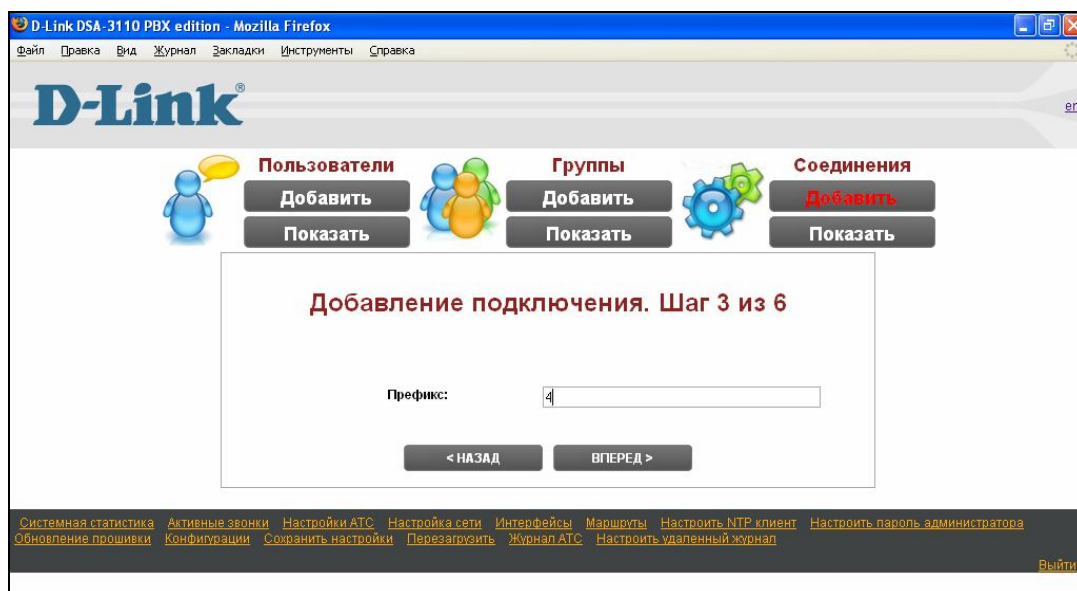 D-Link DSA-3110 PBX edition - Mozilla Firefox
Файл Правка Вид Журнал Закладки Инструменты Справка
D-Link®
en
Пользователи Группы Соединения
Добавить Добавить Добавить
Показать Показать Показать
Добавление подключения. Шаг 3 из 6
Префикс: 4
< НАЗАД ВПЕРЕД >
Системная статистика Активные звонки Настройки АТС Настройка сети Интерфейсы Маршруты Настроить NTP клиент Настроить пароль администратора
Обновление прошивки Конфигурации Сохранить настройки Перезагрузить Журнал АТС Настроить удаленный журнал
Выйти